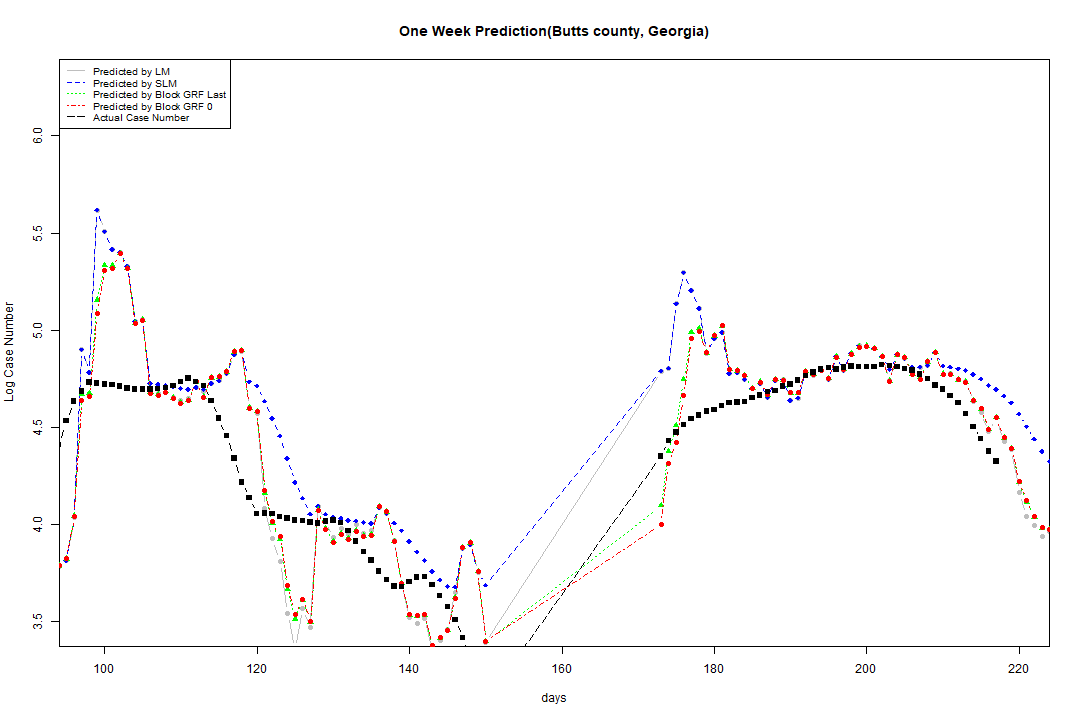 One Week Prediction(Butts county, Georgia)
Predicted by LM
Predicted by SLM
Predicted by Block GRF Last
Predicted by Block GRF 0
Actual Case Number
6.0
5.5
5.0
4.5
4.0
3.5
Log Case Number
100 120 140 160 180 200 220
days